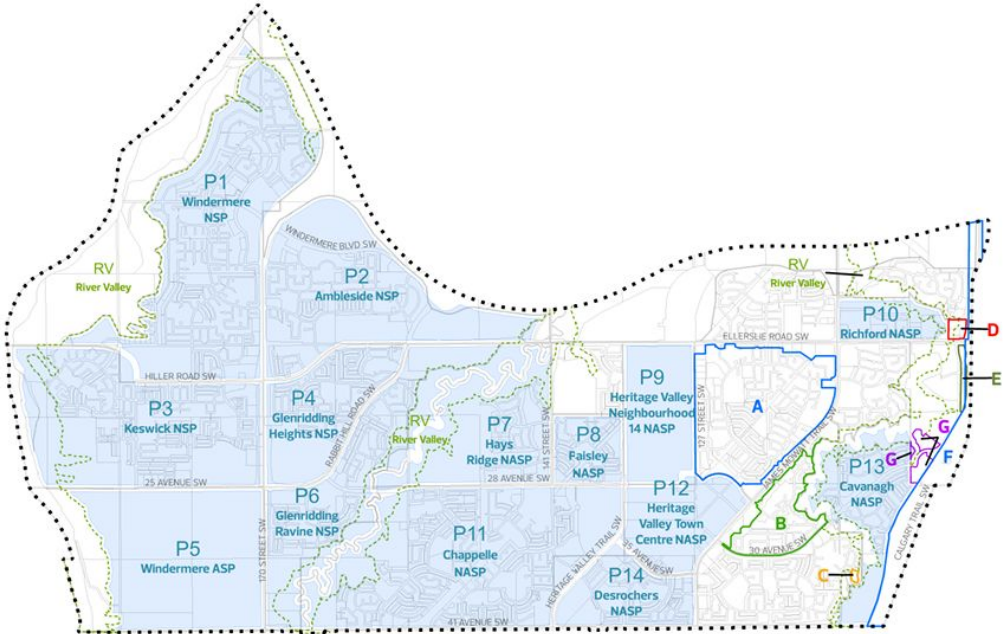 P1
Windermere
NSP
WINDERMERE BLVD SW
P2
Ambleside NSP
RV
River Valley
RV
River Valley
P10
Richford NASP
D
ELLERSLIE ROAD SW
E
HILLER ROAD SW
P3
Keswick NSP
P4
Glenridding
Heights NSP
RABBIT HILL ROAD SW
RV
River Valley
P7
Hays
Ridge NASP
141 STREET SW
P8
Paisley
NASP
P9
Heritage Valley
Neighbourhood
14 NASP
127 STREET SW
A
JAMES MOWATT TRAIL SW
G
G
F
P13
Cavanagh
NASP
25 AVENUE SW
28 AVENUE SW
P6
Glenridding
Ravine NSP
P12
Heritage
Valley Town
Centre NASP
B
30 AVENUE SW
CALGARY TRAIL SW
P5
Windermere ASP
170 STREET SW
P11
Chappelle
NASP
HERITAGE VALLEY TRAIL SW
35 AVENUE SW
P14
Desrochers
NASP
C
41 AVENUE SW